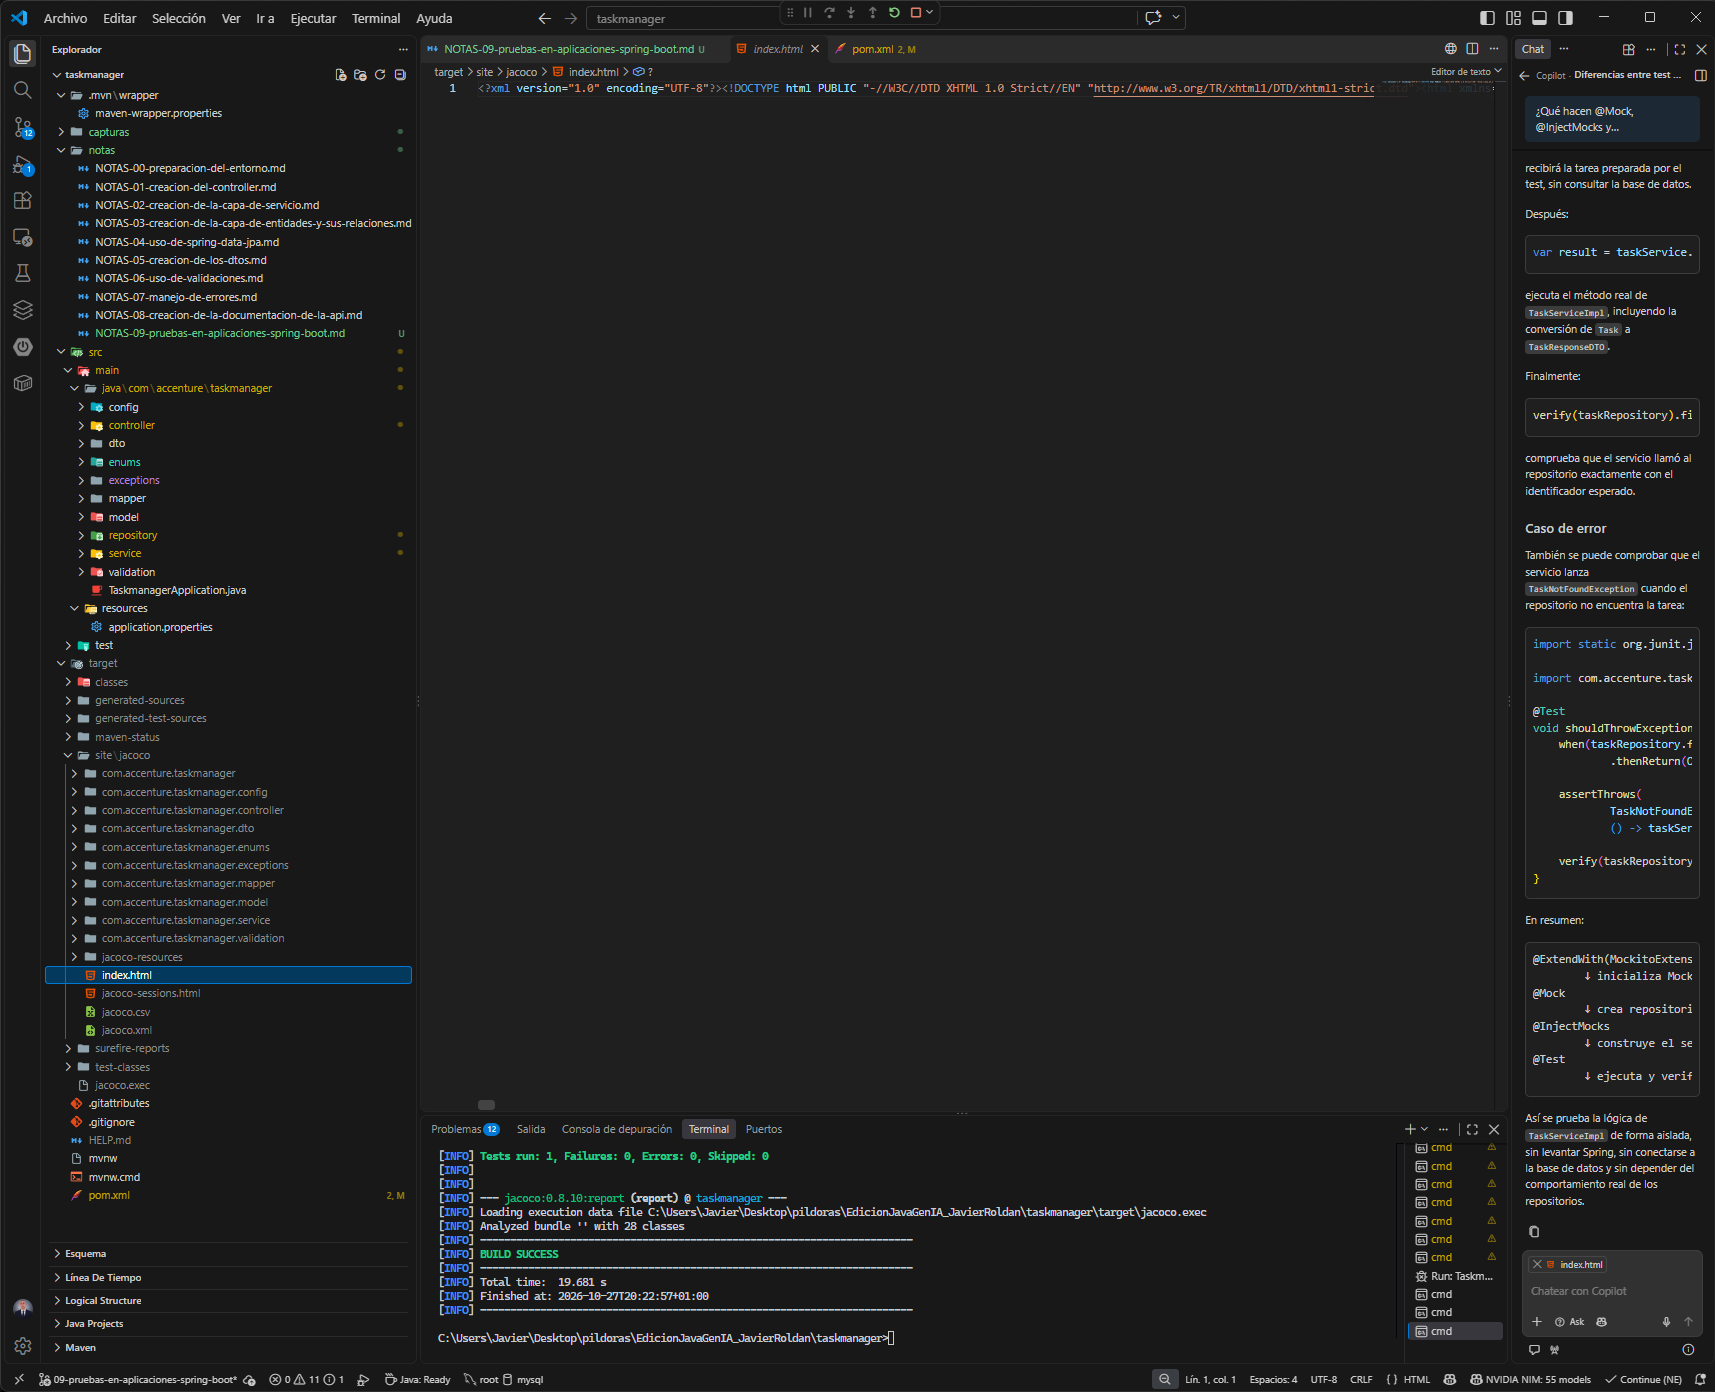 Archivo Editar Selección Ver Ir a Ejecutar Terminal Ayuda
taskmanager
Explorador
taskmanager
.mvn\wrapper
maven-wrapper.properties
capturas
notas
NOTAS-00-preparacion-del-entorno.md
NOTAS-01-creacion-del-controller.md
NOTAS-02-creacion-de-la-capa-de-servicio.md
NOTAS-03-creacion-de-la-capa-de-entidades-y-sus-relaciones.md
NOTAS-04-uso-de-spring-data-jpa.md
NOTAS-05-creacion-de-los-dtos.md
NOTAS-06-uso-de-validaciones.md
NOTAS-07-manejo-de-errores.md
NOTAS-08-creacion-de-la-documentacion-de-la-api.md
NOTAS-09-pruebas-en-aplicaciones-spring-boot.md U
src
main
java\com\accenture\taskmanager
config
controller
dto
enums
exceptions
mapper
model
repository
service
validation
TaskmanagerApplication.java
resources
application.properties
test
target
classes
generated-sources
generated-test-sources
maven-status
site\jacoco
com.accenture.taskmanager
com.accenture.taskmanager.config
com.accenture.taskmanager.controller
com.accenture.taskmanager.dto
com.accenture.taskmanager.enums
com.accenture.taskmanager.exceptions
com.accenture.taskmanager.mapper
com.accenture.taskmanager.model
com.accenture.taskmanager.service
com.accenture.taskmanager.validation
jacoco-resources
index.html
jacoco-sessions.html
jacoco.csv
jacoco.xml
surefire-reports
test-classes
jacoco.exec
.gitattributes
.gitignore
HELP.md
mvnw
mvnw.cmd
pom.xml 2, M
Esquema
Línea De Tiempo
Logical Structure
Java Projects
Maven
12
1
NOTAS-09-pruebas-en-aplicaciones-spring-boot.md U index.html pom.xml 2, M
target > site > jacoco > index.html > ?
Editor de texto
1 <?xml version="1.0" encoding="UTF-8"?><!DOCTYPE html PUBLIC "-//W3C//DTD XHTML 1.0 Strict//EN" "http://www.w3.org/TR/xhtml1/DTD/xhtml1-stric
Problemas 12 Salida Consola de depuración Terminal Puertos
[INFO] Tests run: 1, Failures: 0, Errors: 0, Skipped: 0
[INFO]
[INFO]
[INFO] --- jacoco:0.8.10:report (report) @ taskmanager ---
[INFO] Loading execution data file C:\Users\Javier\Desktop\pildoras\EdicionJavaGenIA_JavierRoldan\taskmanager\target\jacoco.exec
[INFO] Analyzed bundle '' with 28 classes
[INFO] ------------------------------------------------------------------------
[INFO] BUILD SUCCESS
[INFO] ------------------------------------------------------------------------
[INFO] Total time:  19.681 s
[INFO] Finished at: 2026-10-27T20:22:57+01:00
[INFO] ------------------------------------------------------------------------
C:\Users\Javier\Desktop\pildoras\EdicionJavaGenIA_JavierRoldan\taskmanager>
cmd
cmd
cmd
cmd
cmd
cmd
cmd
Run: Taskm...
cmd
cmd
cmd
Chat
Copilot · Diferencias entre test ...
¿Qué hacen @Mock,
@InjectMocks y...
recibirá la tarea preparada por el
test, sin consultar la base de datos.
Después:
var result = taskService.
ejecuta el método real de
TaskServiceImpl, incluyendo la
conversión de Task a
TaskResponseDTO.
Finalmente:
verify(taskRepository).fi
comprueba que el servicio llamó al
repositorio exactamente con el
identificador esperado.
Caso de error
También se puede comprobar que el
servicio lanza
TaskNotFoundException cuando el
repositorio no encuentra la tarea:
import static org.junit.j
import com.accenture.task
@Test
void shouldThrowException
when(taskRepository.f
.thenReturn(O
assertThrows(
TaskNotFoundE
() -> taskSer
verify(taskRepository
}
En resumen:
@ExtendWith(MockitoExtens
↓ inicializa Mock
@Mock
↓ crea repositori
@InjectMocks
↓ construye el se
@Test
↓ ejecuta y verif
Así se prueba la lógica de
TaskServiceImpl de forma aislada,
sin levantar Spring, sin conectarse a
la base de datos y sin depender del
comportamiento real de los
repositorios.
index.html
Chatear con Copilot
Ask
09-pruebas-en-aplicaciones-spring-boot* 0 11 1 Java: Ready root mysql Lín. 1, col. 1 Espacios: 4 UTF-8 CRLF {} HTML NVIDIA NIM: 55 models Continue (NE)